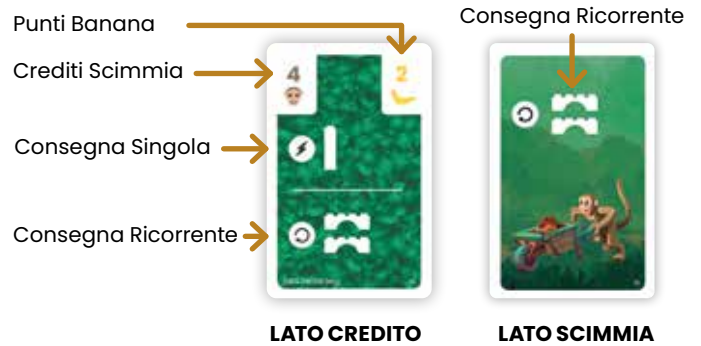 Punti Banana
Consegna Ricorrente
Crediti Scimmia
4
2
Consegna Singola
Consegna Ricorrente
LATO CREDITO
LATO SCIMMIA